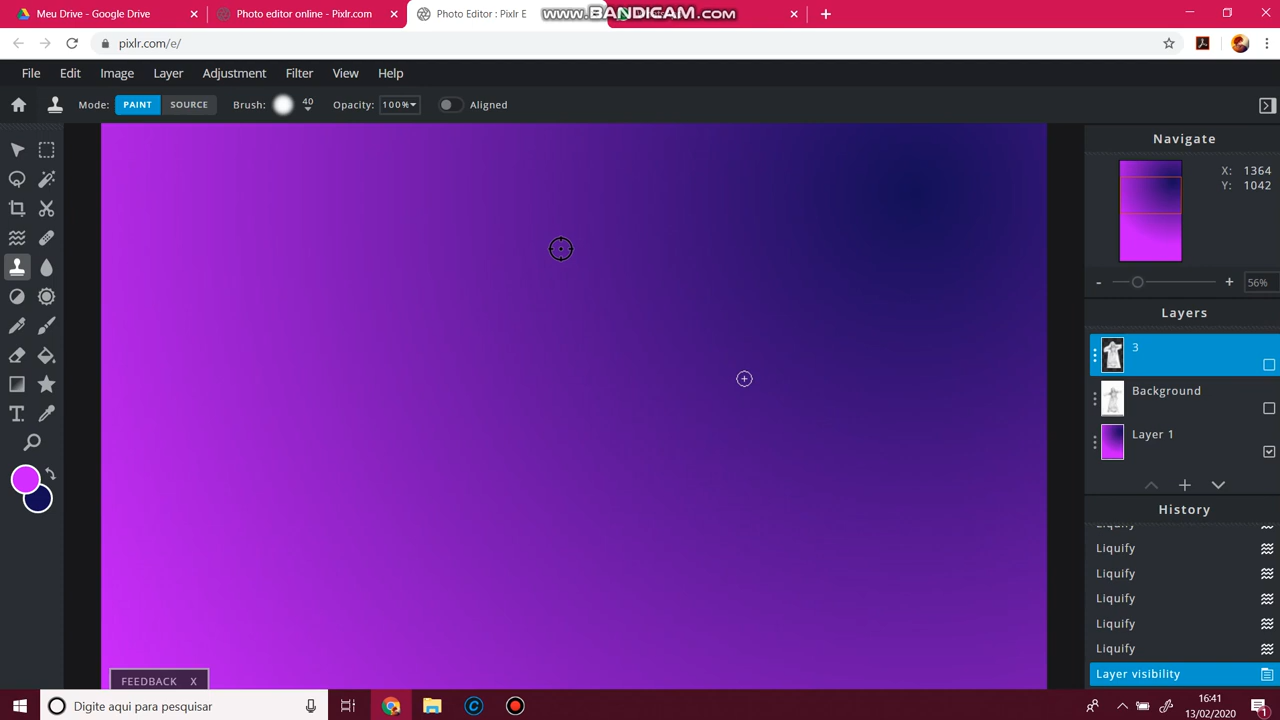 Meu Drive - Google Drive
Photo editor online - Pixlr.com
Photo Editor : Pixlr E
www.BANDICAM.com
pixlr.com/e/
File Edit Image Layer Adjustment Filter View Help
Mode: PAINT SOURCE Brush: 40 Opacity: 100% Aligned
Navigate
X: 1364
Y: 1042
56%
Layers
3
Background
Layer 1
History
Liquify
Liquify
Liquify
Liquify
Liquify
Liquify
Layer visibility
FEEDBACK X
Digite aqui para pesquisar
16:41
13/02/2020
1